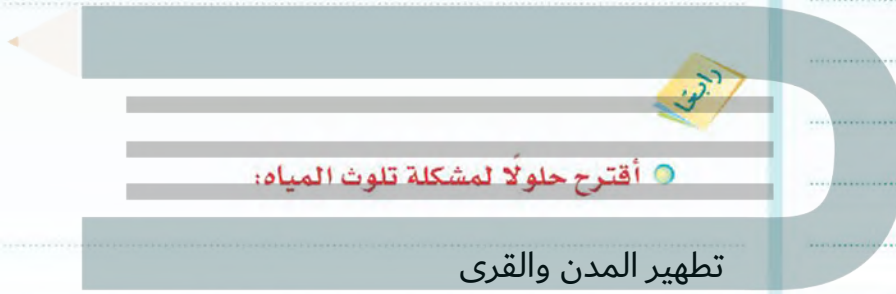 رابعًا
أقترح حلولًا لمشكلة تلوث المياه:
تطهير المدن والقرى